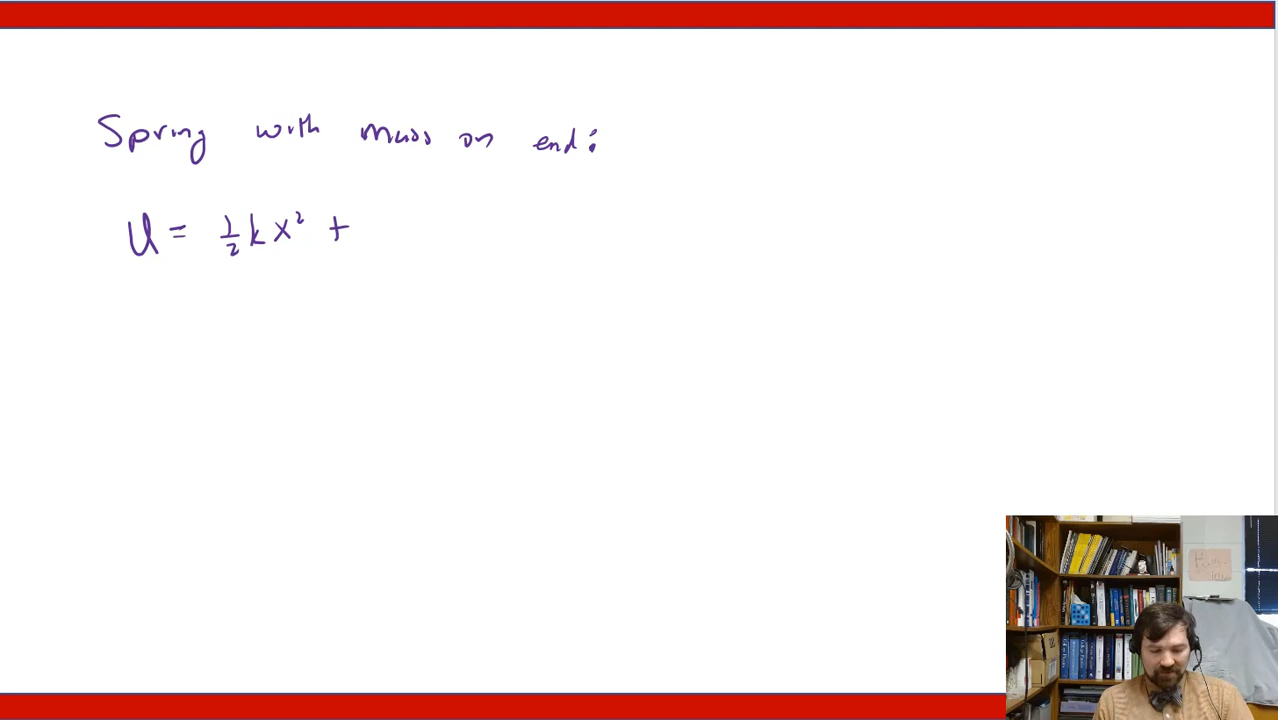 Spring with mass on end:
U = ½kx² +